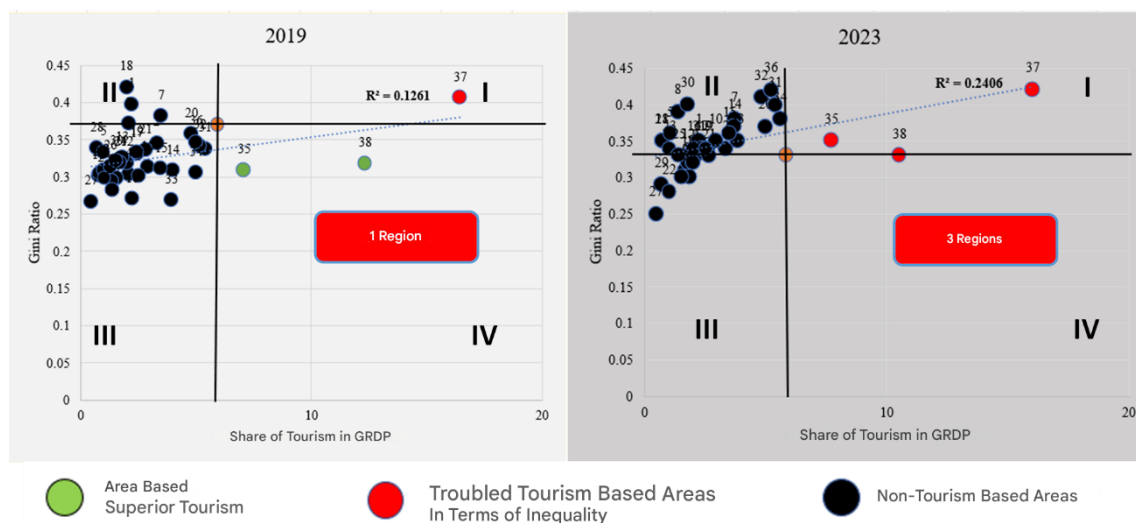 2019
0.45
0.4
0.35
0.3
0.25
0.2
0.15
0.1
0.05
0
Gini Ratio
II
I
III
IV
18
7
37
R² = 0.1261
20
28
21
15
14
35
38
27
33
1 Region
0
10
20
Share of Tourism in GRDP
2023
0.45
0.4
0.35
0.3
0.25
0.2
0.15
0.1
0.05
0
Gini Ratio
II
I
III
IV
36
32
31
37
R² = 0.2406
8
30
7
14
10
35
38
29
22
27
3 Regions
0
10
20
Share of Tourism in GRDP
Area Based
Superior Tourism
Troubled Tourism Based Areas
In Terms of Inequality
Non-Tourism Based Areas